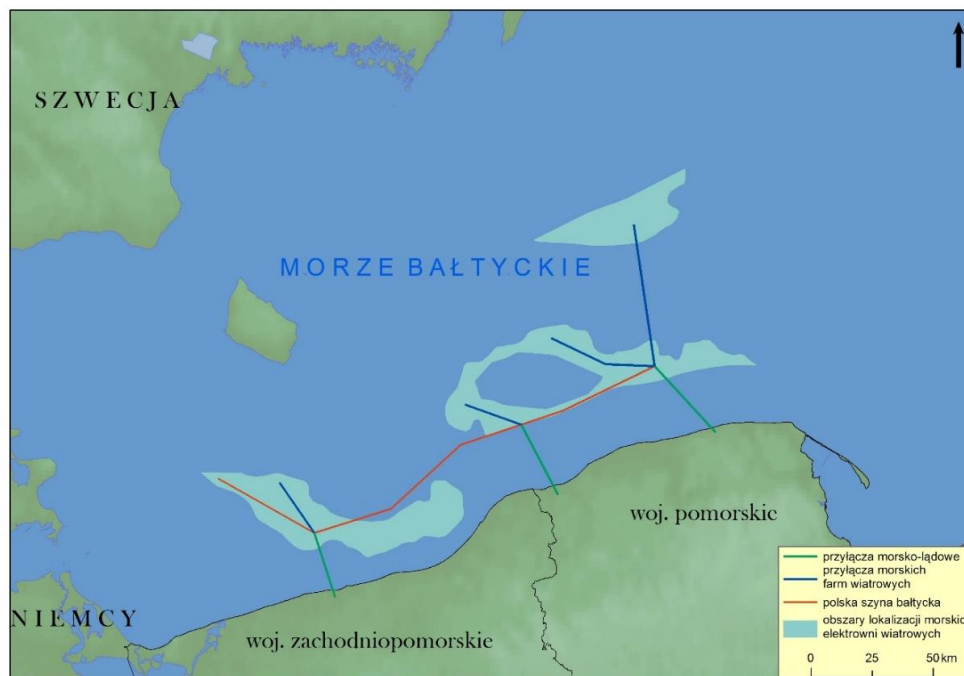 SZWECJA
MORZE BAŁTYCKIE
woj. pomorskie
NIEMCY
woj. zachodniopomorskie
przyłącza morsko-lądowe
przyłącza morskich
farm wiatrowych
polska szyna bałtycka
obszary lokalizacji morskic
elektrowni wiatrowych
0 25 50 km